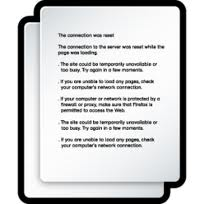 The connection was reset
The connection to the server was reset while the
page was loading.
. The site could be temporarily unavailable or
too busy. Try again in a few moments.
. If you are unable to load any pages, check
your computer's network connection.
. If your computer or network is protected by a
firewall or proxy, make sure that Firefox is
permitted to access the Web.
. The site could be temporarily unavailable or
too busy. Try again in a few moments.
. If you are unable to load any pages, check
your computer's network connection.